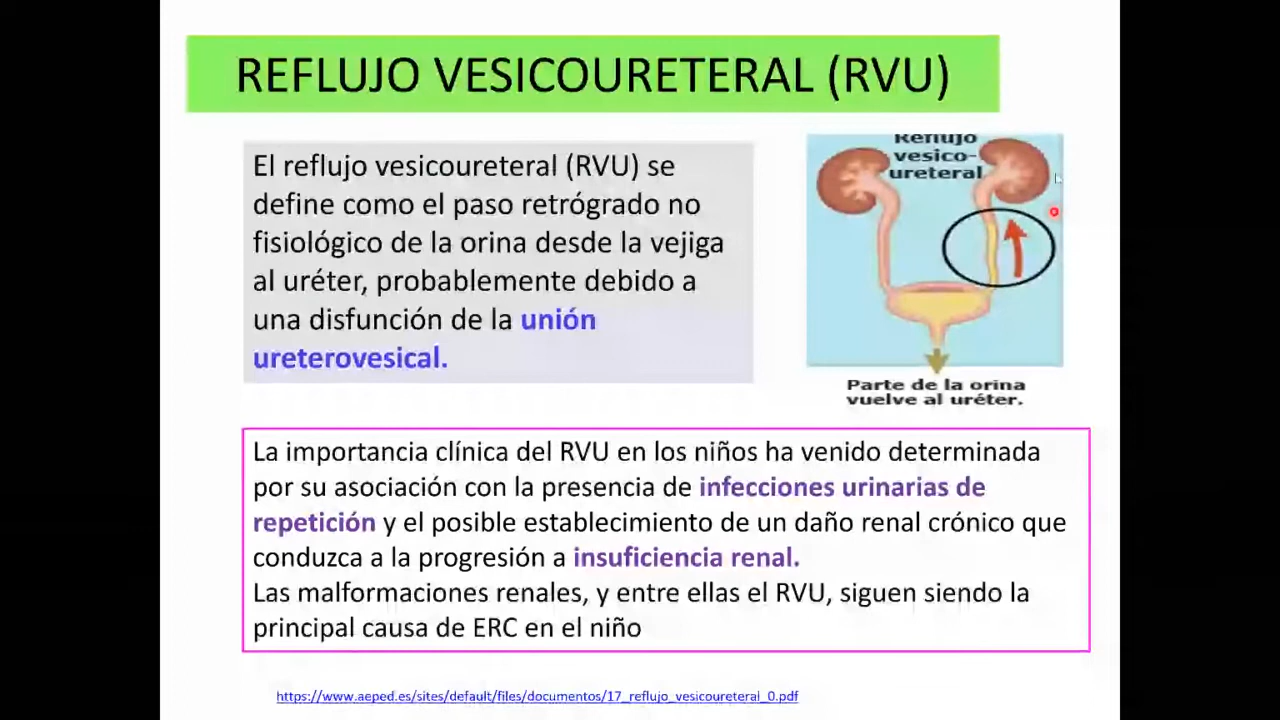 REFLUJO VESICOURETERAL (RVU)
El reflujo vesicoureteral (RVU) se
define como el paso retrógrado no
fisiológico de la orina desde la vejiga
al uréter, probablemente debido a
una disfunción de la unión
ureterovesical.
Reflujo
vesico-
ureteral
Parte de la orina
vuelve al uréter.
La importancia clínica del RVU en los niños ha venido determinada
por su asociación con la presencia de infecciones urinarias de
repetición y el posible establecimiento de un daño renal crónico que
conduzca a la progresión a insuficiencia renal.
Las malformaciones renales, y entre ellas el RVU, siguen siendo la
principal causa de ERC en el niño
https://www.aeped.es/sites/default/files/documentos/17_reflujo_vesicoureteral_0.pdf